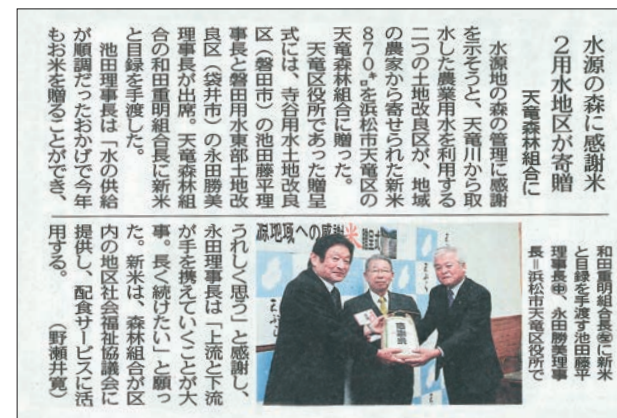 水源の森に感謝米
2用水地区が寄贈
天竜森林組合に
水源地の森の管理に感謝
を示そうと、天竜川から取
水した農業用水を利用する
二つの土地改良区が、地域
の農家から寄せられた新米
870㌔を浜松市天竜区の
天竜森林組合に贈った。
天竜区役所であった贈呈
式には、寺谷用水土地改良
区(磐田市)の池田藤平理
事長と磐田用水東部土地改
良区(袋井市)の永田勝美
理事長が出席。天竜森林組
合の和田重明組合長に新米
と目録を手渡した。
池田理事長は「水の供給
が順調だったおかげで今年
もお米を贈ることができ、
和田重明組合長㊧に新米
と目録を手渡す池田藤平
理事長㊥、永田勝美理事
長=浜松市天竜区役所で
源地域への感謝米贈呈式
感謝米
うれしく思う」と感謝し、
永田理事長は「上流と下流
が手を携えていくことが大
事。長く続けたい」と願っ
た。新米は、森林組合が区
内の地区社会福祉協議会に
提供し、配食サービスに活
用する。 (野瀬井寛)